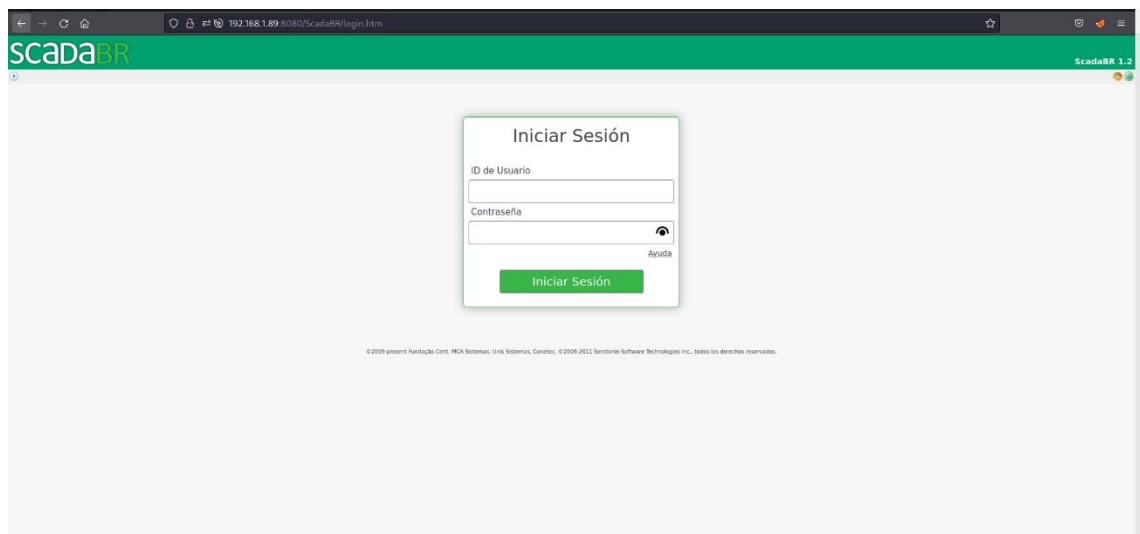 192.168.1.89:8080/ScadaBR/login.htm
scadaBR
ScadaBR 1.2
Iniciar Sesión
ID de Usuario
Contraseña
Ayuda
Iniciar Sesión
©2009-present Fundação Certi, MCA Sistemas, Unis Sistemas, Conetec. ©2006-2011 Serotonin Software Technologies Inc., todos los derechos reservados.